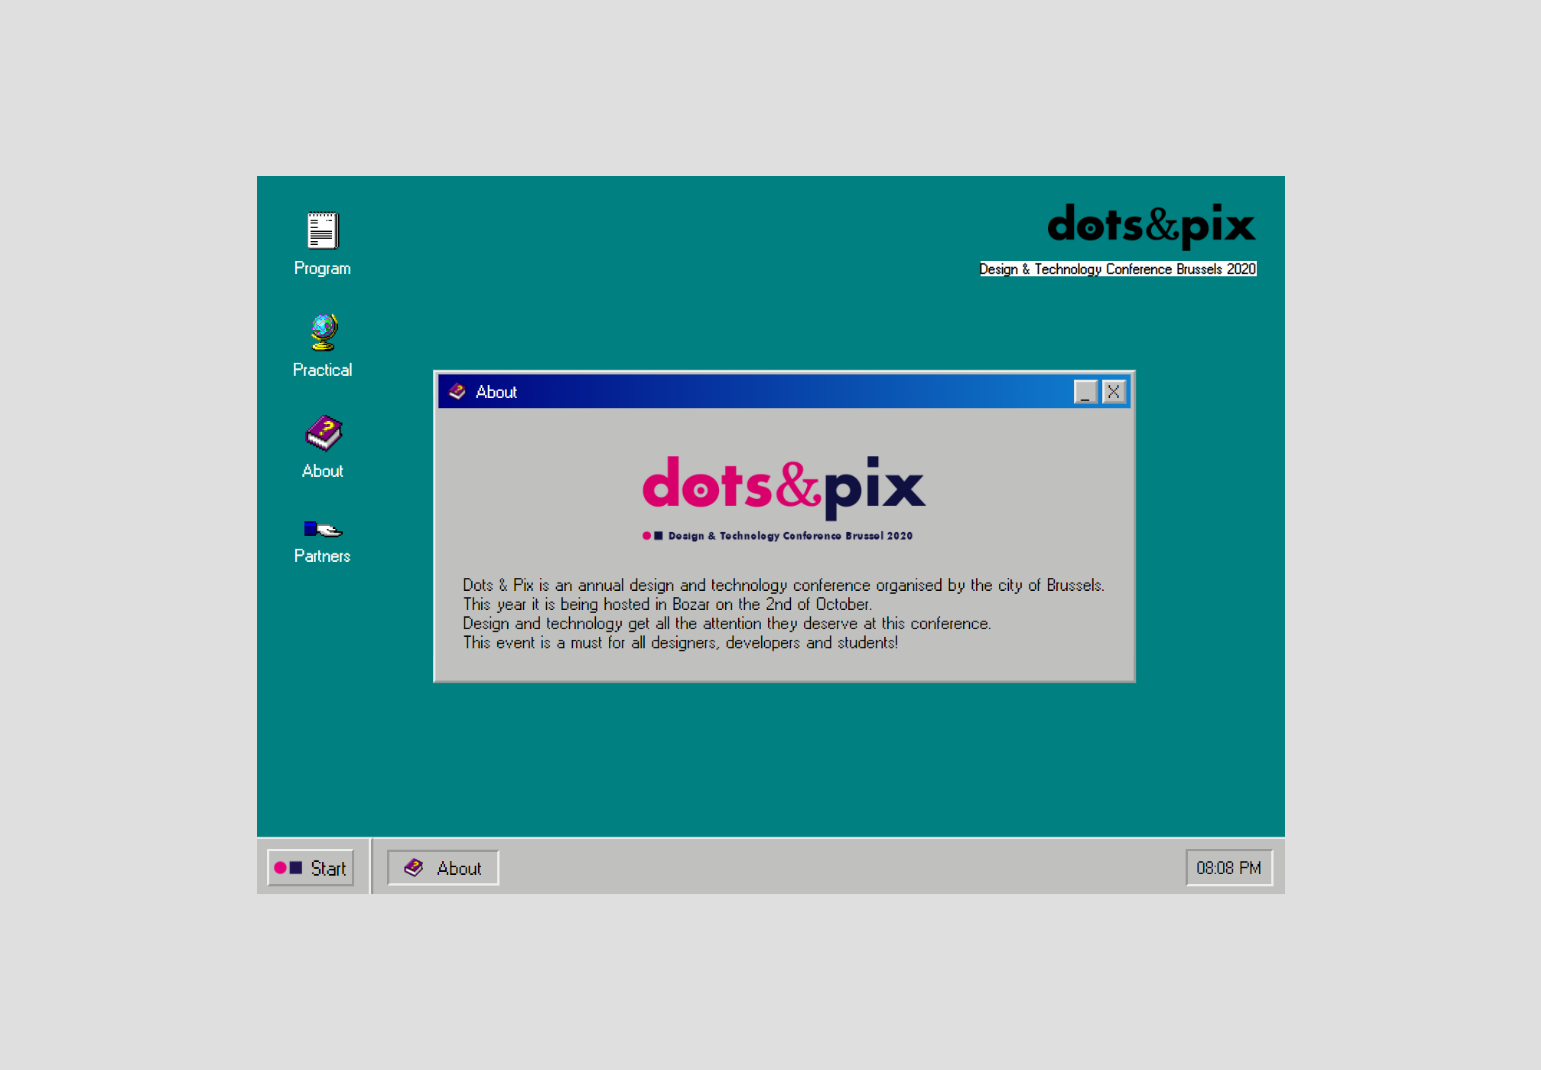 dots&pix
Design & Technology Conference Brussels 2020
Program
Practical
About
Partners
About
_ X
dots&pix
Design & Technology Conference Brussel 2020
Dots & Pix is an annual design and technology conference organised by the city of Brussels.
This year it is being hosted in Bozar on the 2nd of October.
Design and technology get all the attention they deserve at this conference.
This event is a must for all designers, developers and students!
Start
About
08:08 PM